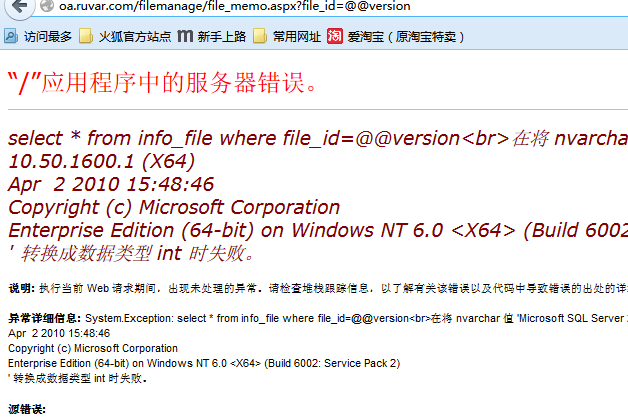 oa.ruvar.com/filemanage/file_memo.aspx?file_id=@@version
访问最多 火狐官方站点 新手上路 常用网址 淘 爱淘宝（原淘宝特卖）
“/”应用程序中的服务器错误。
select * from info_file where file_id=@@version<br>在将 nvarcha
10.50.1600.1 (X64)
Apr 2 2010 15:48:46
Copyright (c) Microsoft Corporation
Enterprise Edition (64-bit) on Windows NT 6.0 <X64> (Build 6002
' 转换成数据类型 int 时失败。
说明: 执行当前 Web 请求期间，出现未处理的异常。请检查堆栈跟踪信息，以了解有关该错误以及代码中导致错误的出处的详
异常详细信息: System.Exception: select * from info_file where file_id=@@version<br>在将 nvarchar 值 'Microsoft SQL Server
Apr 2 2010 15:48:46
Copyright (c) Microsoft Corporation
Enterprise Edition (64-bit) on Windows NT 6.0 <X64> (Build 6002: Service Pack 2)
' 转换成数据类型 int 时失败。
源错误: